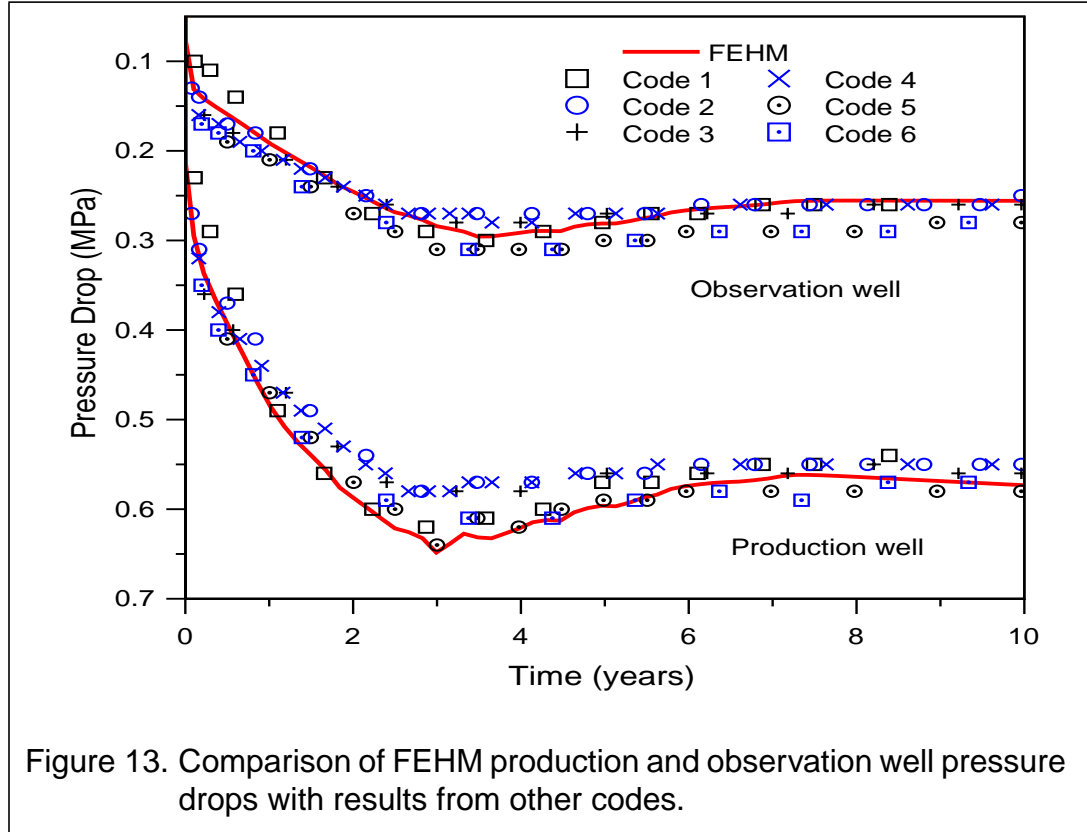 FEHM
Code 1
Code 4
Code 2
Code 5
Code 3
Code 6
0.1
0.2
0.3
0.4
0.5
0.6
0.7
Pressure Drop (MPa)
Observation well
Production well
0
2
4
6
8
10
Time (years)
Figure 13. Comparison of FEHM production and observation well pressure
drops with results from other codes.